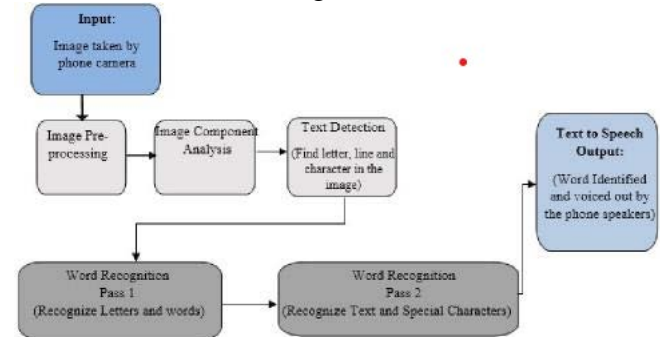 Input:
Image taken by
phone camera
Image Pre-
processing
Image Component
Analysis
Text Detection
(Find letter, line and
character in the
image)
Text to Speech
Output:
(Word Identified
and voiced out by
the phone speakers)
Word Recognition
Pass 1
(Recognize Letters and words)
Word Recognition
Pass 2
(Recognize Text and Special Characters)